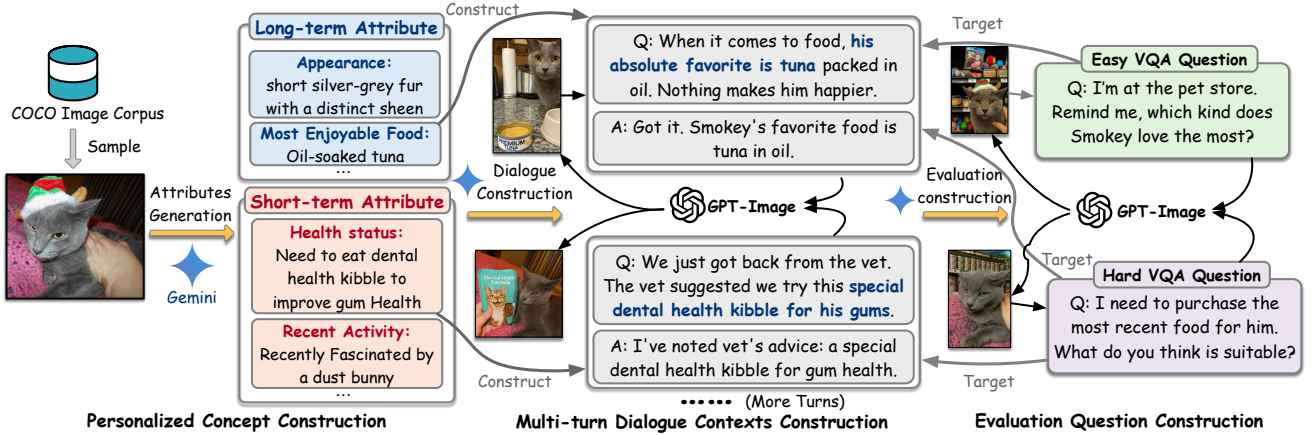 COCO Image Corpus
Sample
Attributes
Generation
Gemini
Long-term Attribute
Appearance:
short silver-grey fur
with a distinct sheen
Most Enjoyable Food:
Oil-soaked tuna
...
Short-term Attribute
Health status:
Need to eat dental
health kibble to
improve gum Health
Recent Activity:
Recently Fascinated by
a dust bunny
...
Personalized Concept Construction
Construct
Dialogue
Construction
Construct
PREMIUM
TUNA
Q: When it comes to food, his
absolute favorite is tuna packed in
oil. Nothing makes him happier.
A: Got it. Smokey's favorite food is
tuna in oil.
GPT-Image
Q: We just got back from the vet.
The vet suggested we try this special
dental health kibble for his gums.
A: I've noted vet's advice: a special
dental health kibble for gum health.
...... (More Turns)
Multi-turn Dialogue Contexts Construction
Target
Evaluation
construction
Target
Target
Easy VQA Question
Q: I'm at the pet store.
Remind me, which kind does
Smokey love the most?
GPT-Image
Hard VQA Question
Q: I need to purchase the
most recent food for him.
What do you think is suitable?
Evaluation Question Construction